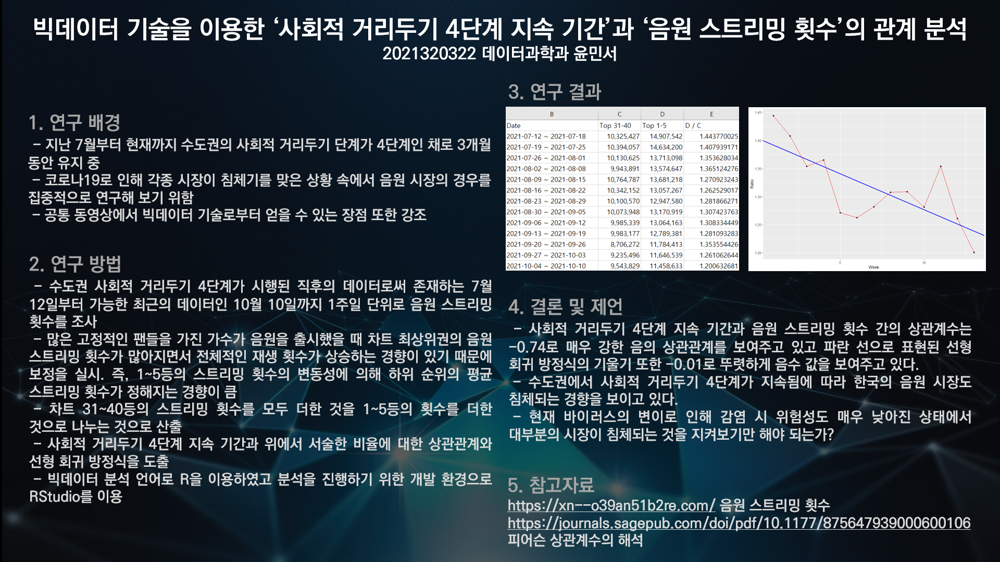 빅데이터 기술을 이용한 ‘사회적 거리두기 4단계 지속 기간’과 ‘음원 스트리밍 횟수’의 관계 분석
2021320322 데이터과학과 윤민서
1. 연구 배경
- 지난 7월부터 현재까지 수도권의 사회적 거리두기 단계가 4단계인 채로 3개월
동안 유지 중
- 코로나19로 인해 각종 시장이 침체기를 맞은 상황 속에서 음원 시장의 경우를
집중적으로 연구해 보기 위함
- 공통 동영상에서 빅데이터 기술로부터 얻을 수 있는 장점 또한 강조
2. 연구 방법
- 수도권 사회적 거리두기 4단계가 시행된 직후의 데이터로써 존재하는 7월
12일부터 가능한 최근의 데이터인 10월 10일까지 1주일 단위로 음원 스트리밍
횟수를 조사
- 많은 고정적인 팬들을 가진 가수가 음원을 출시했을 때 차트 최상위권의 음원
스트리밍 횟수가 많아지면서 전체적인 재생 횟수가 상승하는 경향이 있기 때문에
보정을 실시. 즉, 1~5등의 스트리밍 횟수의 변동성에 의해 하위 순위의 평균
스트리밍 횟수가 정해지는 경향이 큼
- 차트 31~40등의 스트리밍 횟수를 모두 더한 것을 1~5등의 횟수를 더한
것으로 나누는 것으로 산출
- 사회적 거리두기 4단계 지속 기간과 위에서 서술한 비율에 대한 상관관계와
선형 회귀 방정식을 도출
- 빅데이터 분석 언어로 R을 이용하였고 분석을 진행하기 위한 개발 환경으로
RStudio를 이용
3. 연구 결과
B C D E
Date Top 31-40 Top 1-5 D / C
2021-07-12 ~ 2021-07-18 10,325,427 14,907,542 1.443770025
2021-07-19 ~ 2021-07-25 10,394,057 14,634,200 1.407939171
2021-07-26 ~ 2021-08-01 10,130,625 13,713,098 1.353628034
2021-08-02 ~ 2021-08-08 9,943,891 13,574,647 1.365124276
2021-08-09 ~ 2021-08-15 10,764,787 13,681,218 1.270923243
2021-08-16 ~ 2021-08-22 10,342,152 13,057,267 1.262529017
2021-08-23 ~ 2021-08-29 10,100,570 12,947,580 1.281866271
2021-08-30 ~ 2021-09-05 10,073,948 13,170,919 1.307423763
2021-09-06 ~ 2021-09-12 9,985,339 13,064,163 1.308334449
2021-09-13 ~ 2021-09-19 9,983,177 12,789,381 1.281093283
2021-09-20 ~ 2021-09-26 8,706,272 11,784,413 1.353554426
2021-09-27 ~ 2021-10-03 9,235,496 11,646,539 1.261062644
2021-10-04 ~ 2021-10-10 9,543,829 11,458,633 1.200632681
1.45
1.40
1.35
1.30
1.25
1.20
Ratio
5 10
Week
4. 결론 및 제언
- 사회적 거리두기 4단계 지속 기간과 음원 스트리밍 횟수 간의 상관계수는
-0.74로 매우 강한 음의 상관관계를 보여주고 있고 파란 선으로 표현된 선형
회귀 방정식의 기울기 또한 -0.01로 뚜렷하게 음수 값을 보여주고 있다.
- 수도권에서 사회적 거리두기 4단계가 지속됨에 따라 한국의 음원 시장도
침체되는 경향을 보이고 있다.
- 현재 바이러스의 변이로 인해 감염 시 위험성도 매우 낮아진 상태에서
대부분의 시장이 침체되는 것을 지켜보기만 해야 되는가?
5. 참고자료
https://xn--o39an51b2re.com/ 음원 스트리밍 횟수
https://journals.sagepub.com/doi/pdf/10.1177/875647939000600106
피어슨 상관계수의 해석